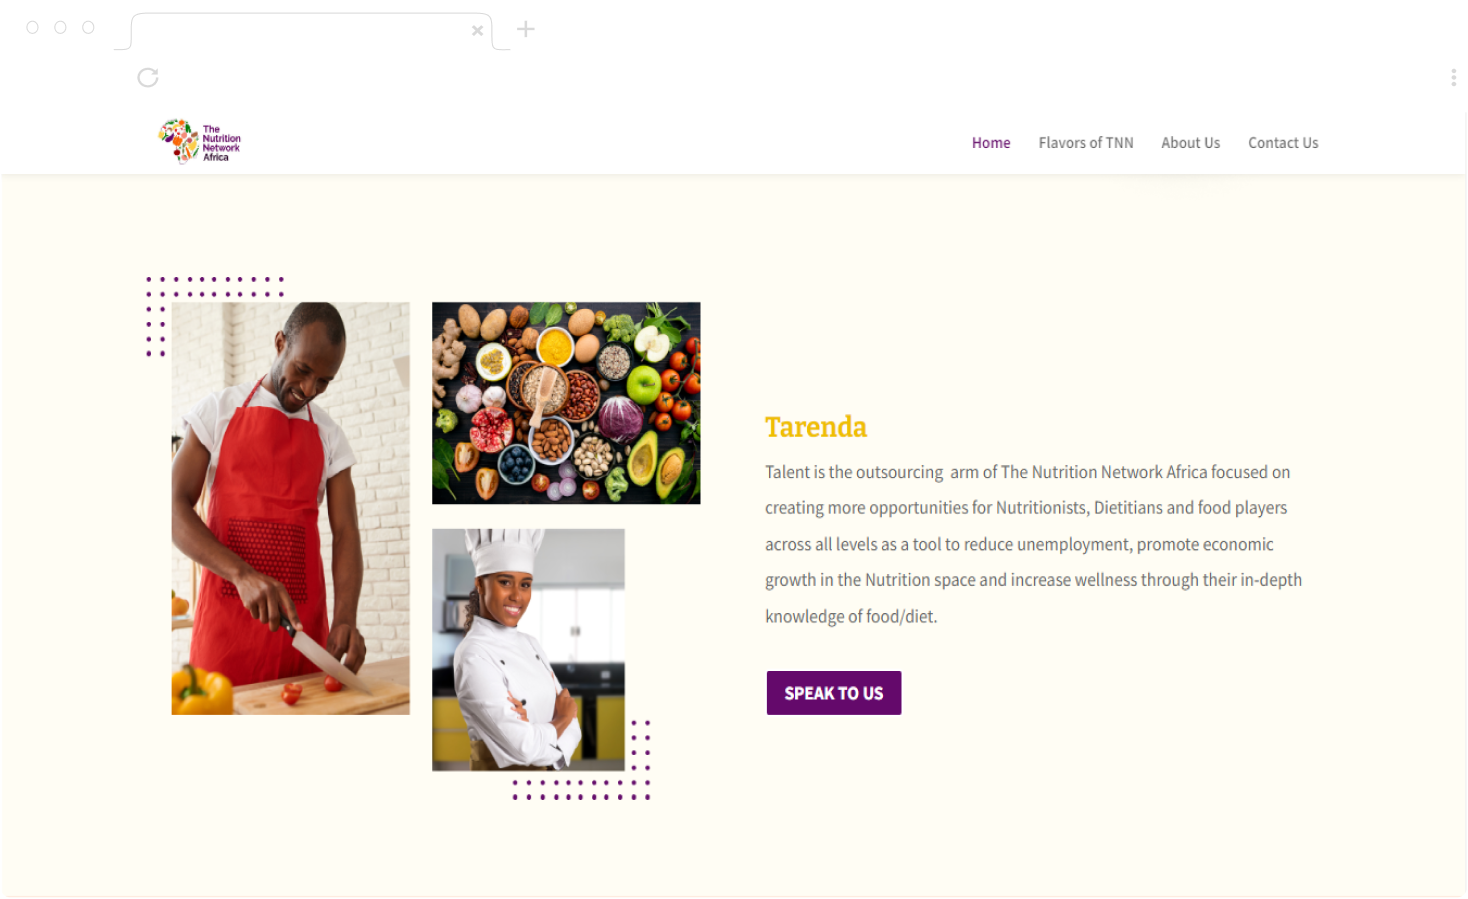 The
Nutrition
Network
Africa
Home Flavors of TNN About Us Contact Us
Tarenda
Talent is the outsourcing arm of The Nutrition Network Africa focused on
creating more opportunities for Nutritionists, Dietitians and food players
across all levels as a tool to reduce unemployment, promote economic
growth in the Nutrition space and increase wellness through their in-depth
knowledge of food/diet.
SPEAK TO US